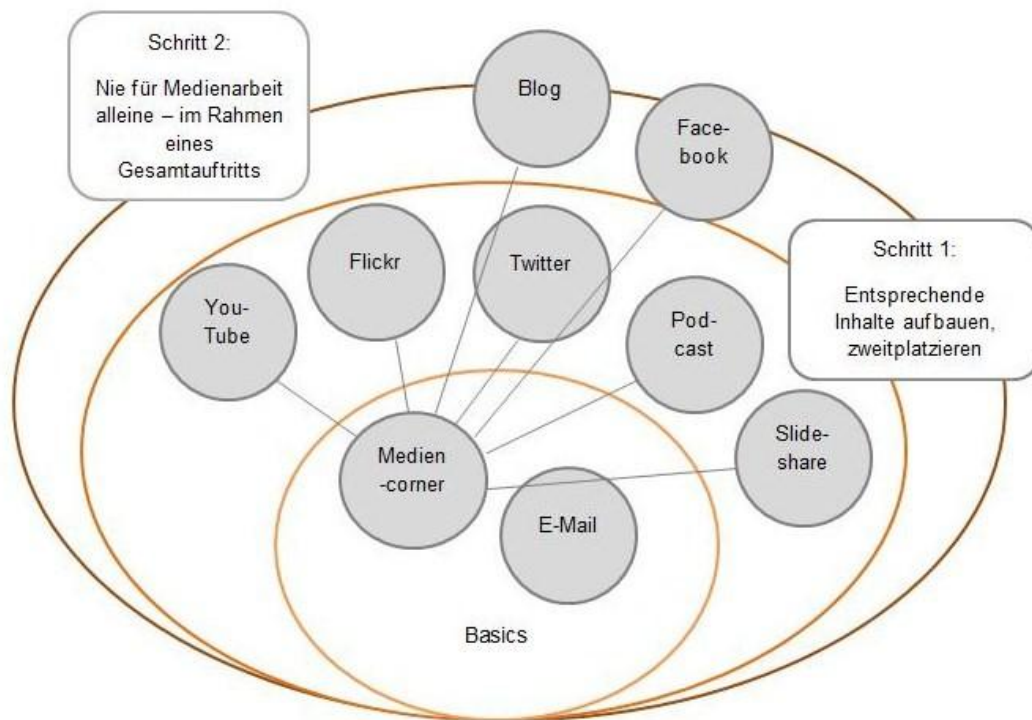 Schritt 2:
Nie für Medienarbeit
alleine – im Rahmen
eines
Gesamtauftritts
Blog
Face-
book
Schritt 1:
Entsprechende
Inhalte aufbauen,
zweitplatzieren
Flickr
Twitter
You-
Tube
Pod-
cast
Slide-
share
Medien
-corner
E-Mail
Basics